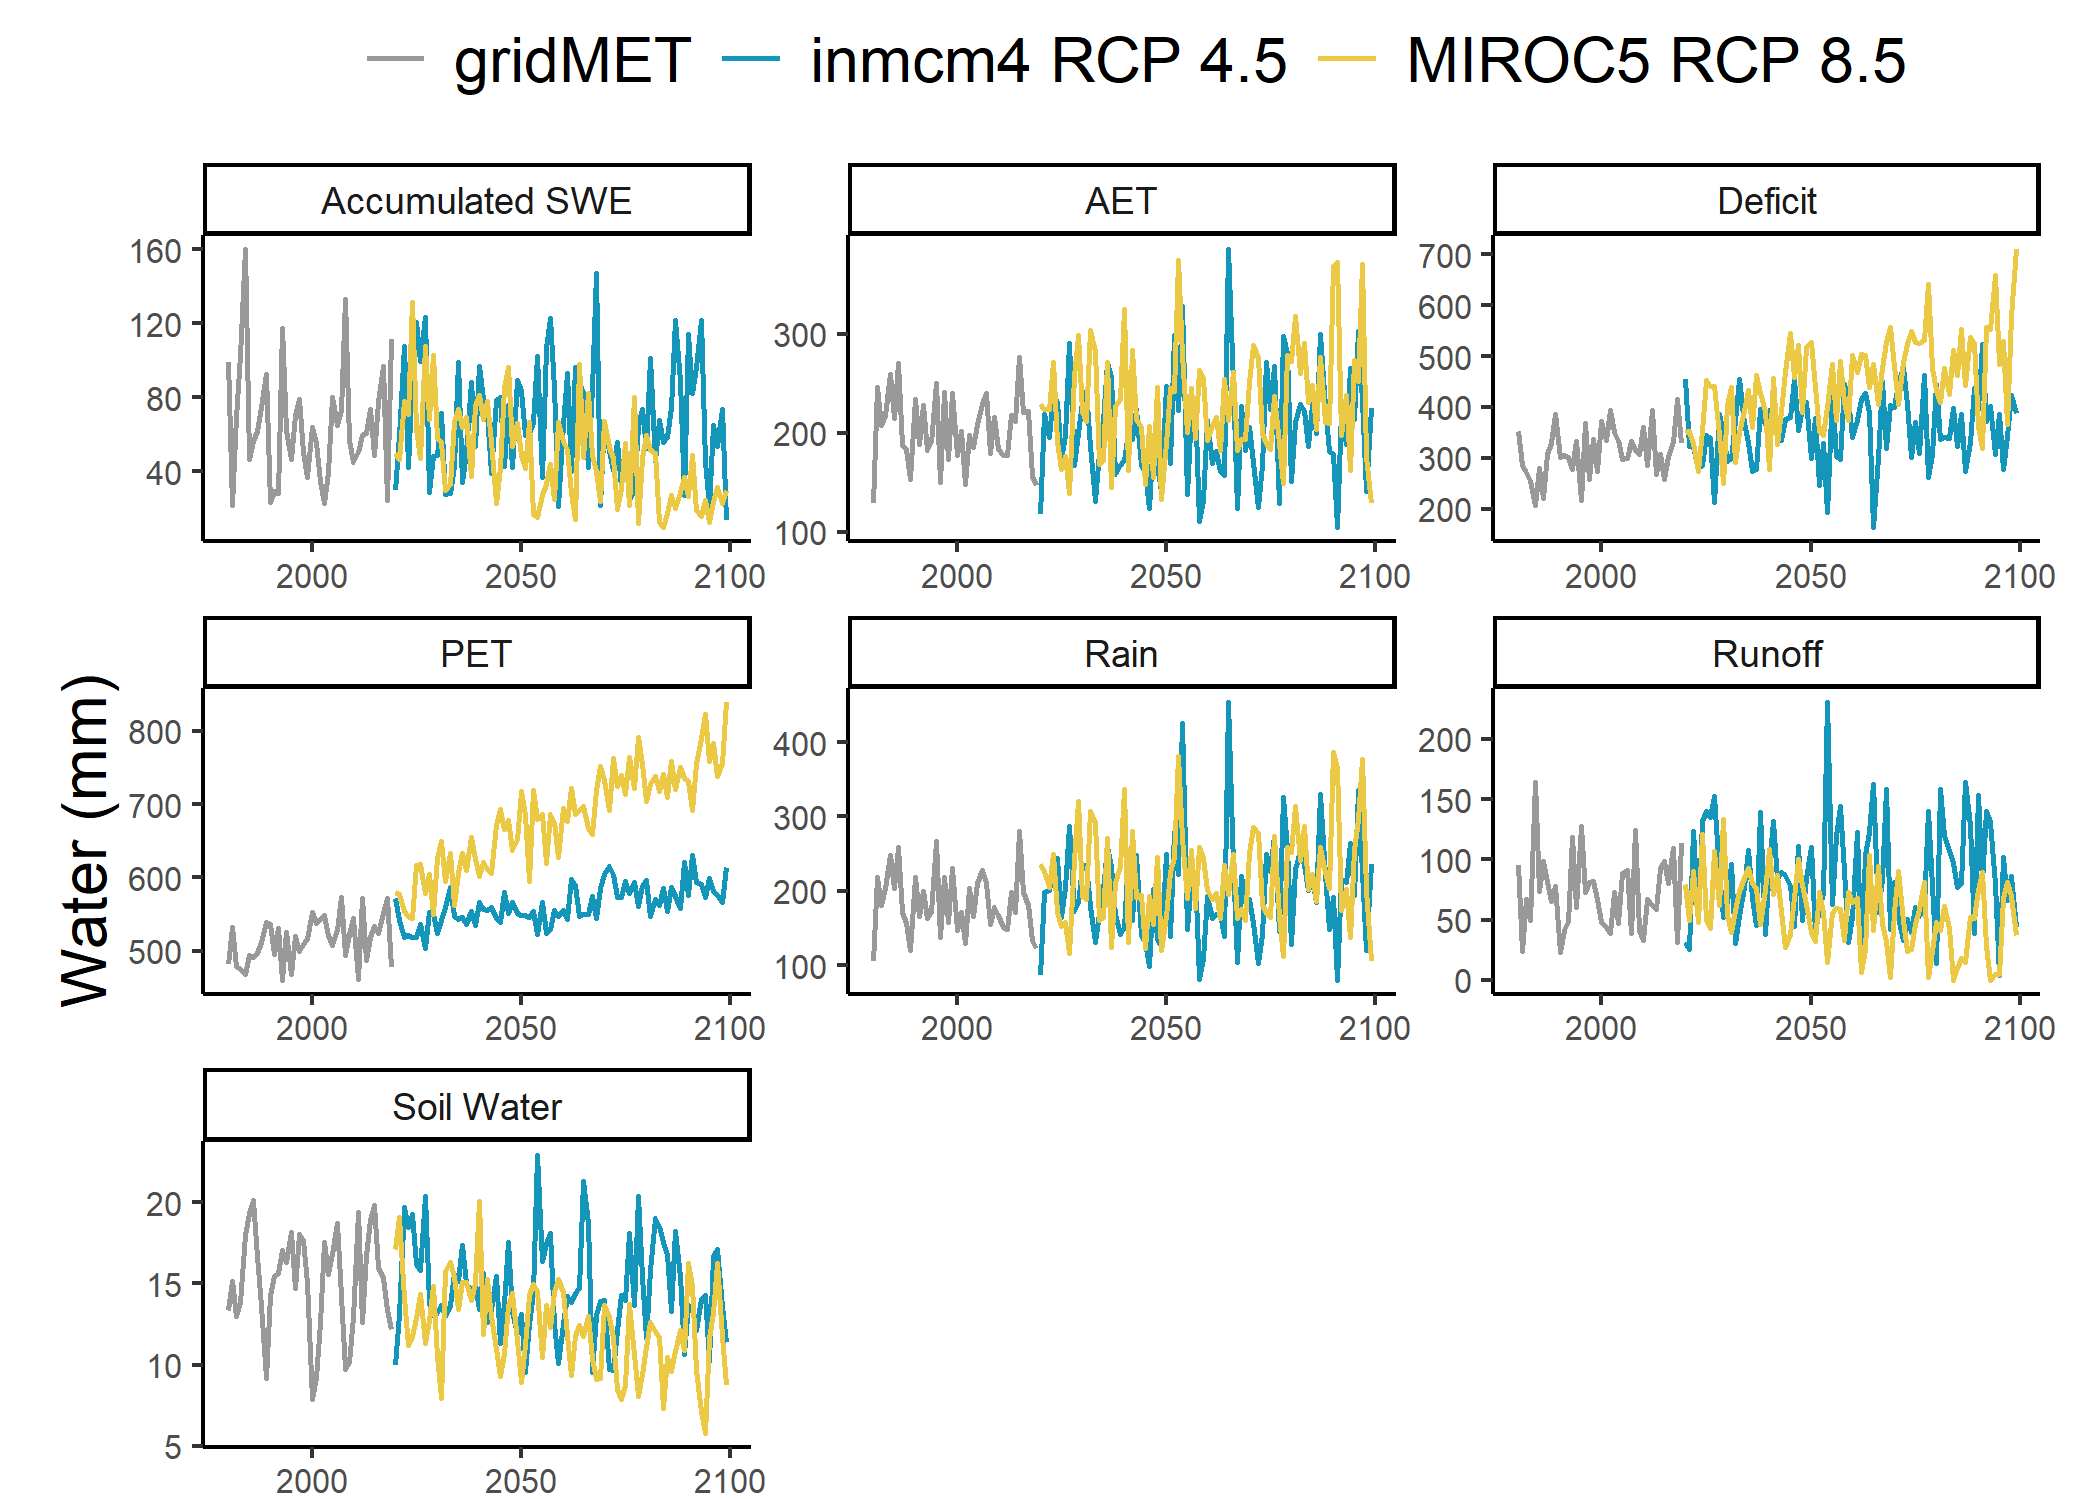 gridMET inmcm4 RCP 4.5 MIROC5 RCP 8.5
Accumulated SWE
160
120
80
40
2000 2050 2100
AET
300
200
100
2000 2050 2100
Deficit
700
600
500
400
300
200
2000 2050 2100
Water (mm)
PET
800
700
600
500
2000 2050 2100
Rain
400
300
200
100
2000 2050 2100
Runoff
200
150
100
50
0
2000 2050 2100
Soil Water
20
15
10
5
2000 2050 2100